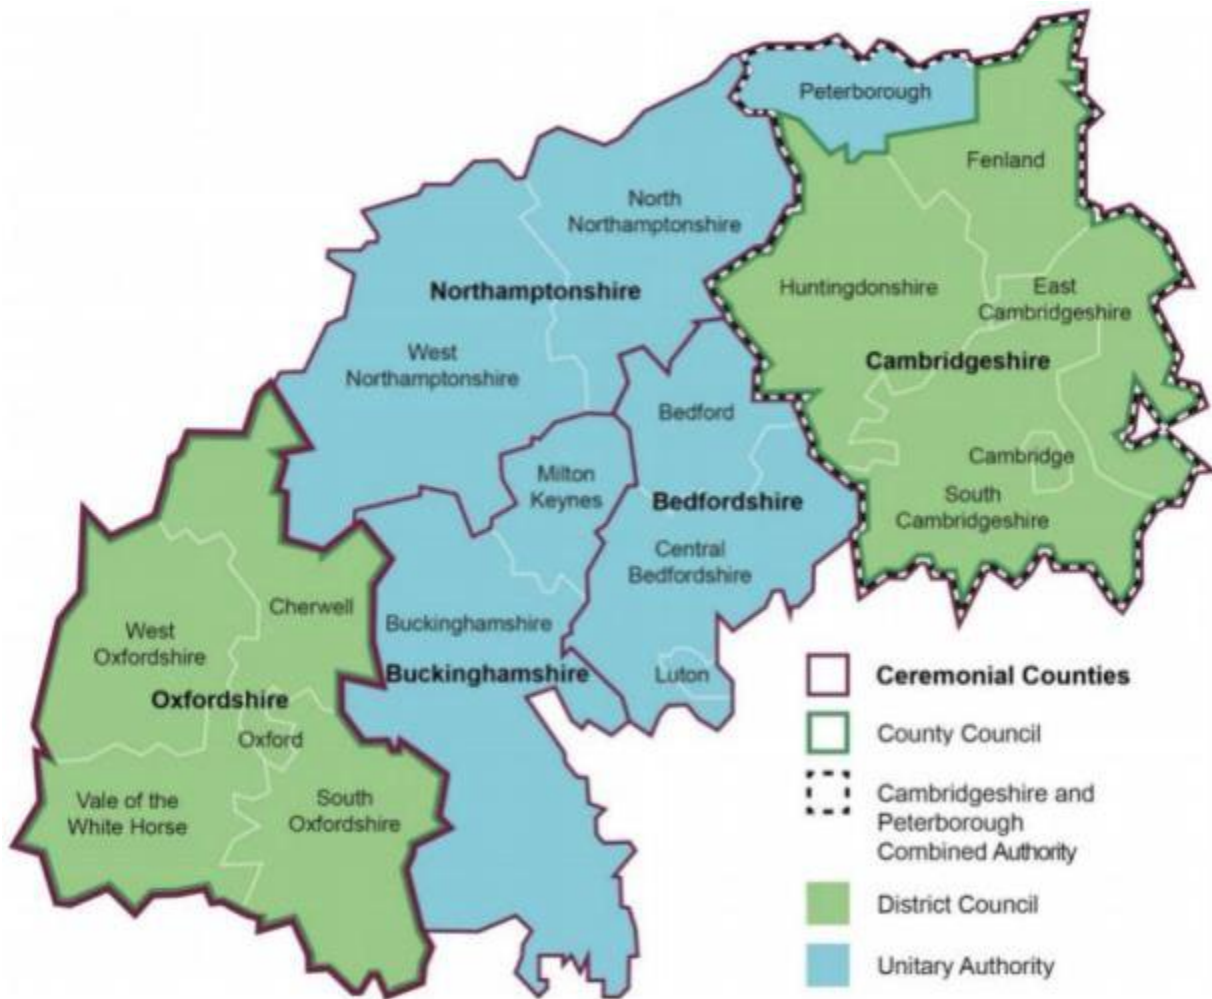 Peterborough
Fenland
North
Northamptonshire
Huntingdonshire
East
Cambridgeshire
Northamptonshire
Cambridgeshire
West
Northamptonshire
Bedford
Cambridge
Milton
Keynes
Bedfordshire
South
Cambridgeshire
Central
Bedfordshire
Cherwell
Buckinghamshire
West
Oxfordshire
Buckinghamshire
Luton
Oxfordshire
Oxford
Vale of the
White Horse
South
Oxfordshire
Ceremonial Counties
County Council
Cambridgeshire and
Peterborough
Combined Authority
District Council
Unitary Authority